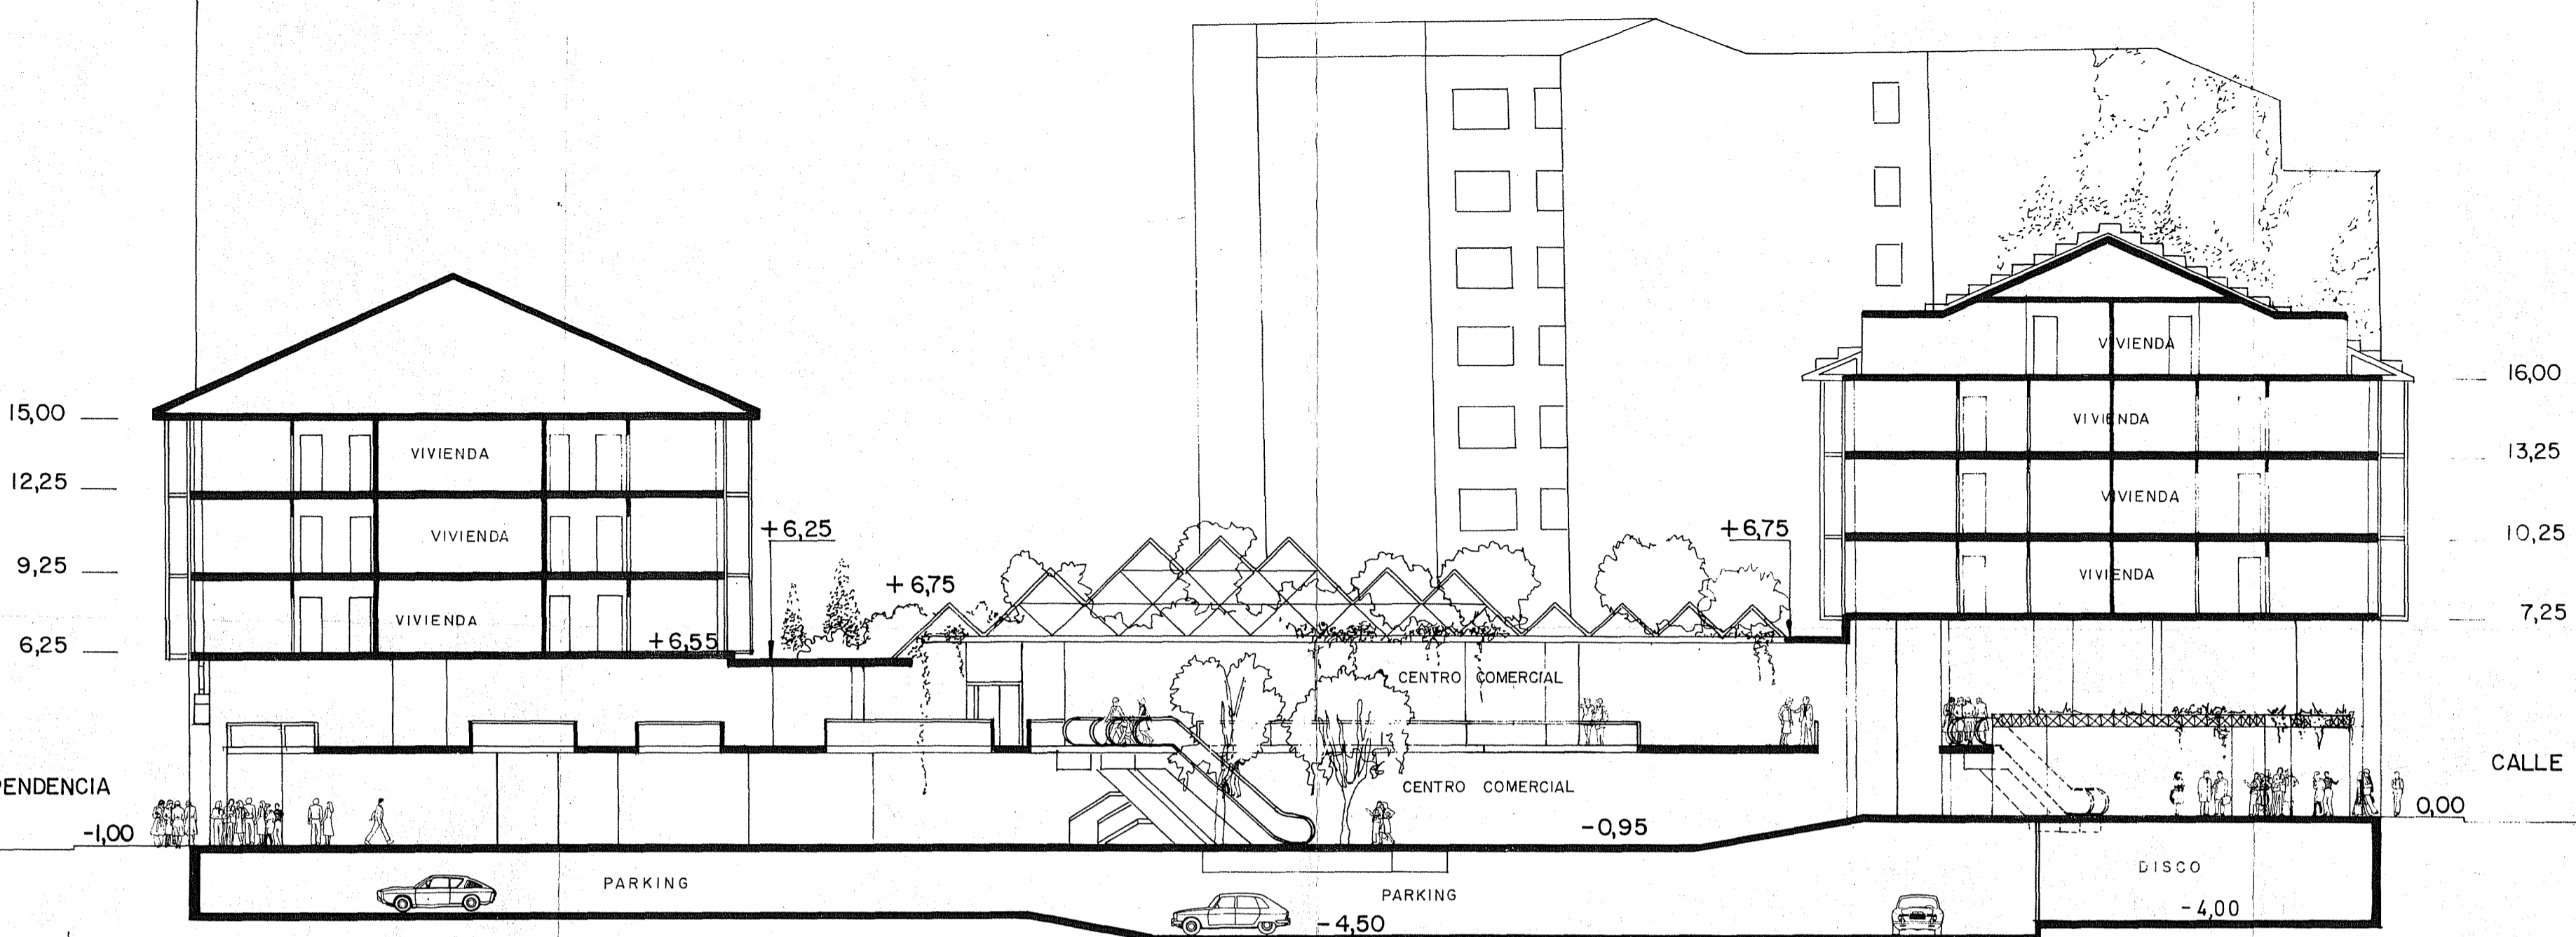 VIVIENDA
16,00
15,00
VIVIENDA
VIVIENDA
13,25
12,25
VIVIENDA
+6,25
+6,75
VIVIENDA
10,25
9,25
+6,75
VIVIENDA
VIVIENDA
7,25
6,25
+6,55
CENTRO COMERCIAL
PENDENCIA
CENTRO COMERCIAL
CALLE
-1,00
-0,95
0,00
PARKING
PARKING
DISCO
-4,50
-4,00